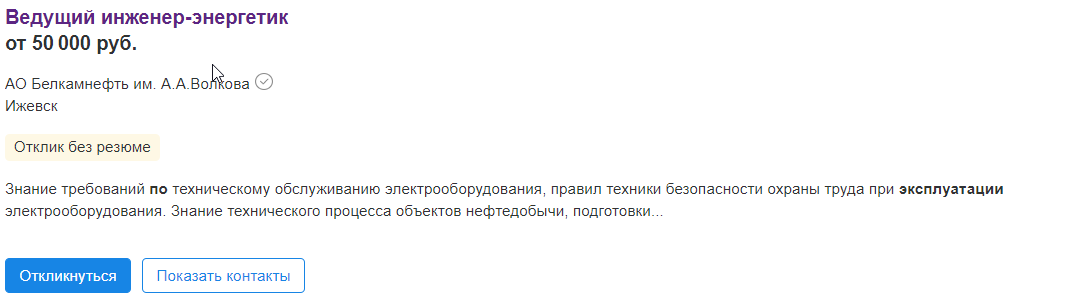 Ведущий инженер-энергетик
от 50 000 руб.
АО Белкамнефть им. А.А.Волкова
Ижевск
Отклик без резюме
Знание требований по техническому обслуживанию электрооборудования, правил техники безопасности охраны труда при эксплуатации
электрооборудования. Знание технического процесса объектов нефтедобычи, подготовки...
Откликнуться
Показать контакты